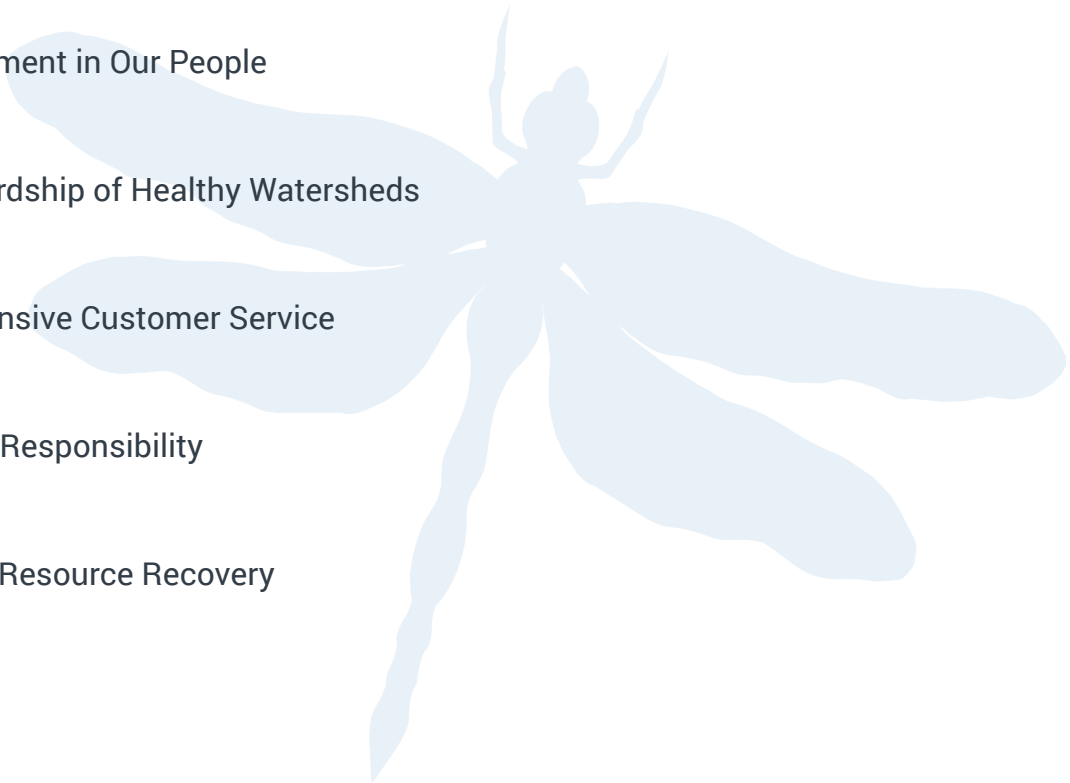 ment in Our People
rdship of Healthy Watersheds
nsive Customer Service
Responsibility
Resource Recovery